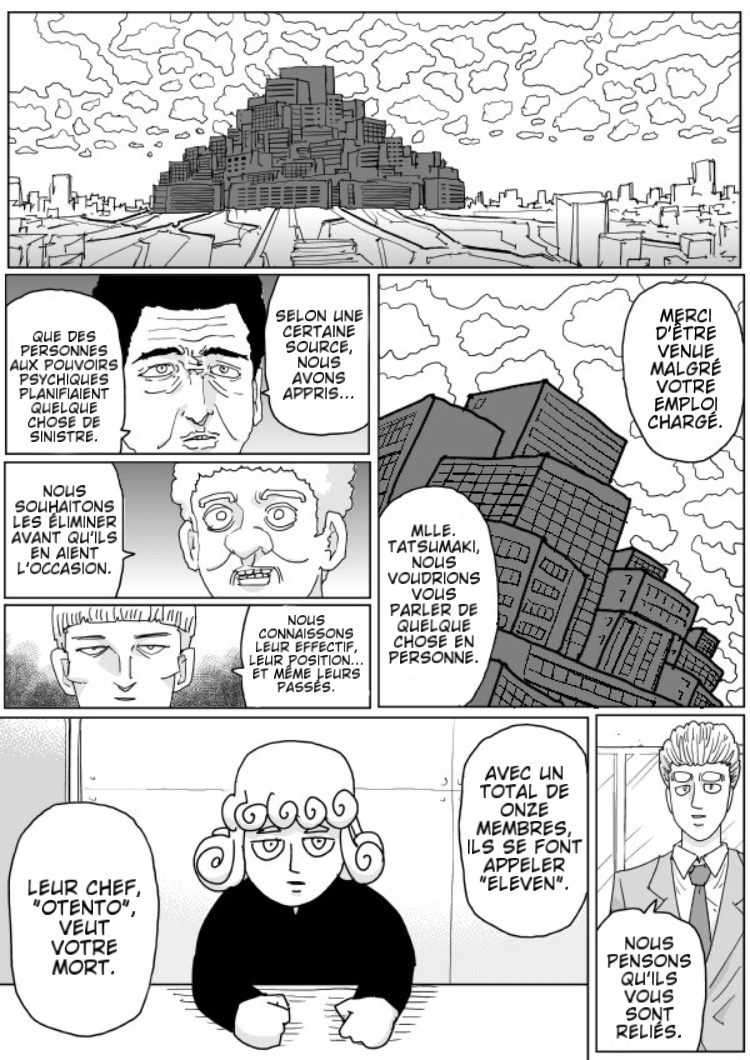 MERCI
D'ÊTRE
VENUE
MALGRÉ
VOTRE
EMPLOI
CHARGÉ.
MLLE.
TATSUMAKI,
NOUS
VOUDRIONS
VOUS
PARLER DE
QUELQUE
CHOSE EN
PERSONNE.
SELON UNE
CERTAINE
SOURCE,
NOUS
AVONS
APPRIS...
QUE DES
PERSONNES
AUX POUVOIRS
PSYCHIQUES
PLANIFIAIENT
QUELQUE
CHOSE DE
SINISTRE.
NOUS
SOUHAITONS
LES ÉLIMINER
AVANT QU'ILS
EN AIENT
L'OCCASION.
NOUS
CONNAISSONS
LEUR EFFECTIF,
LEUR POSITION...
ET MÊME LEURS
PASSÉS.
NOUS
PENSONS
QU'ILS
VOUS
SONT
RELIÉS.
AVEC UN
TOTAL DE
ONZE
MEMBRES,
ILS SE FONT
APPELER
"ELEVEN".
LEUR CHEF,
"OTENTO",
VEUT
VOTRE
MORT.